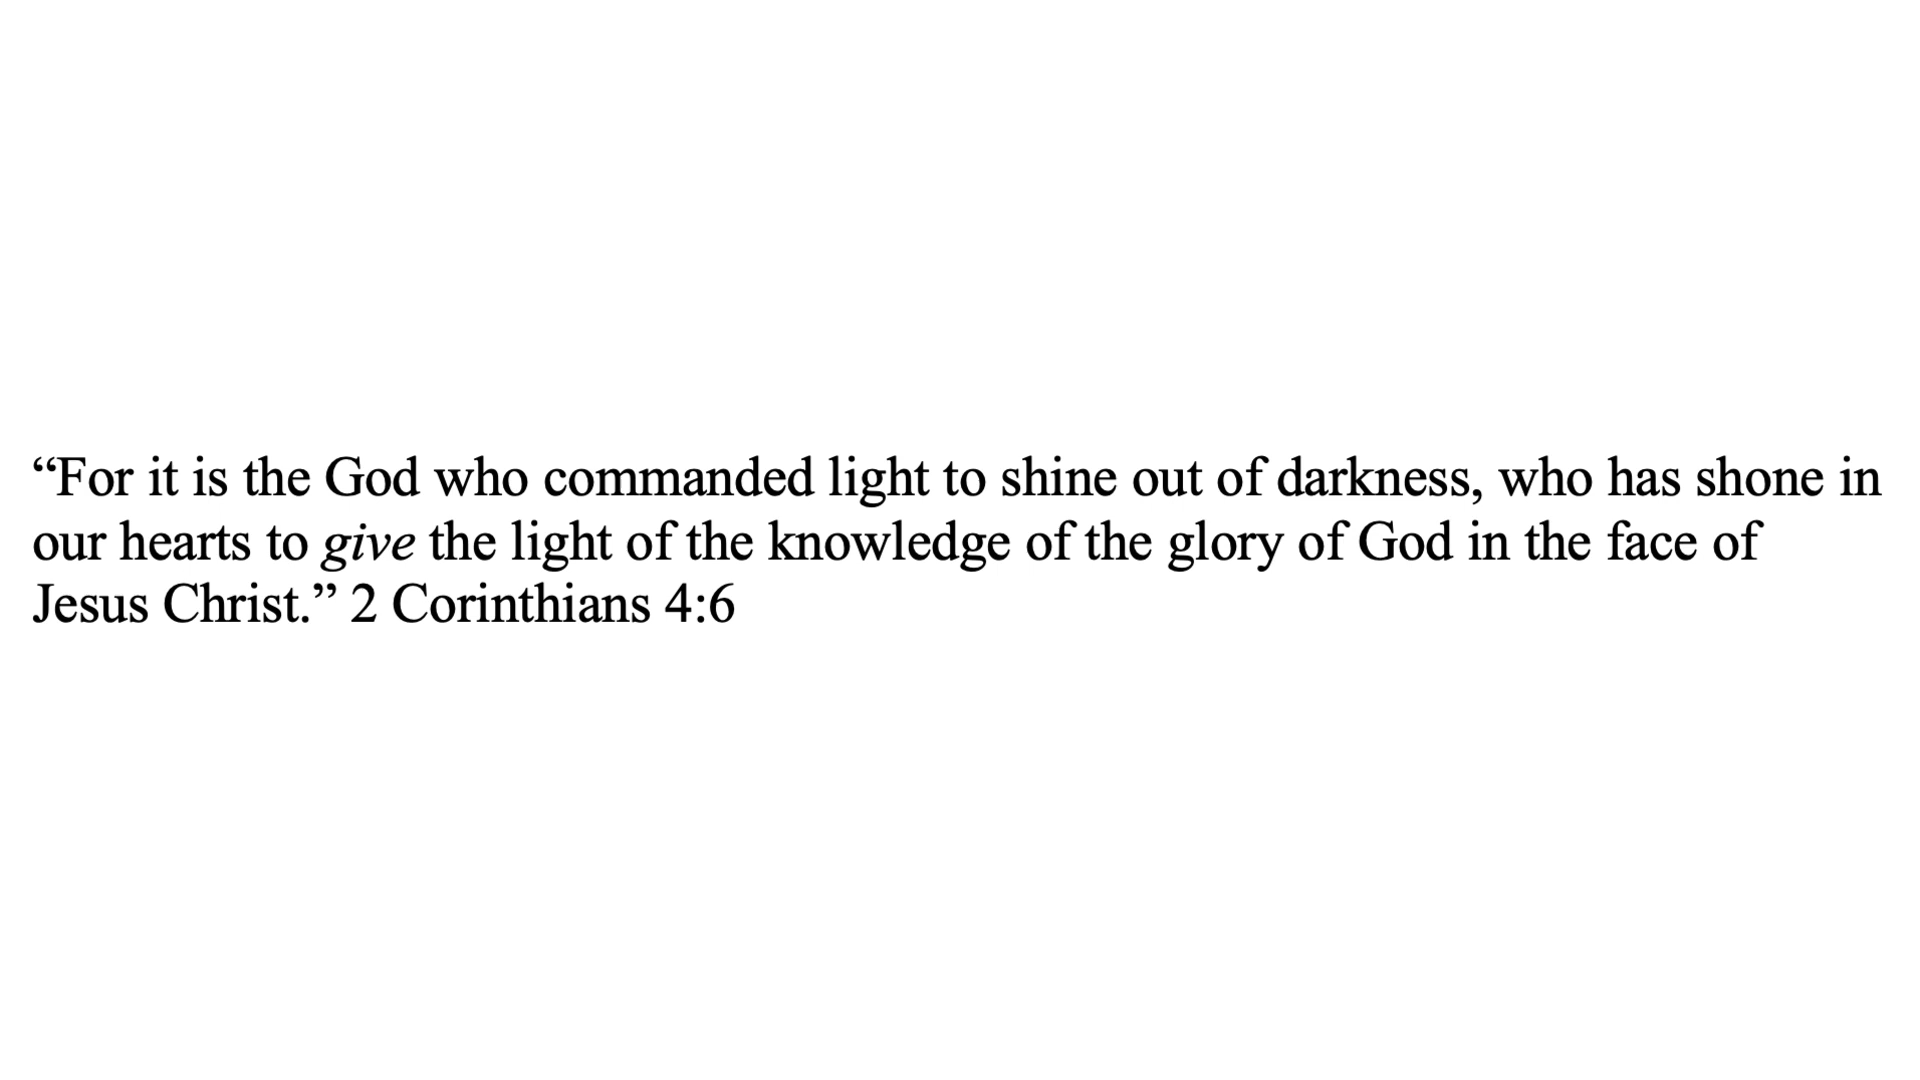 “For it is the God who commanded light to shine out of darkness, who has shone in
our hearts to give the light of the knowledge of the glory of God in the face of
Jesus Christ.” 2 Corinthians 4:6